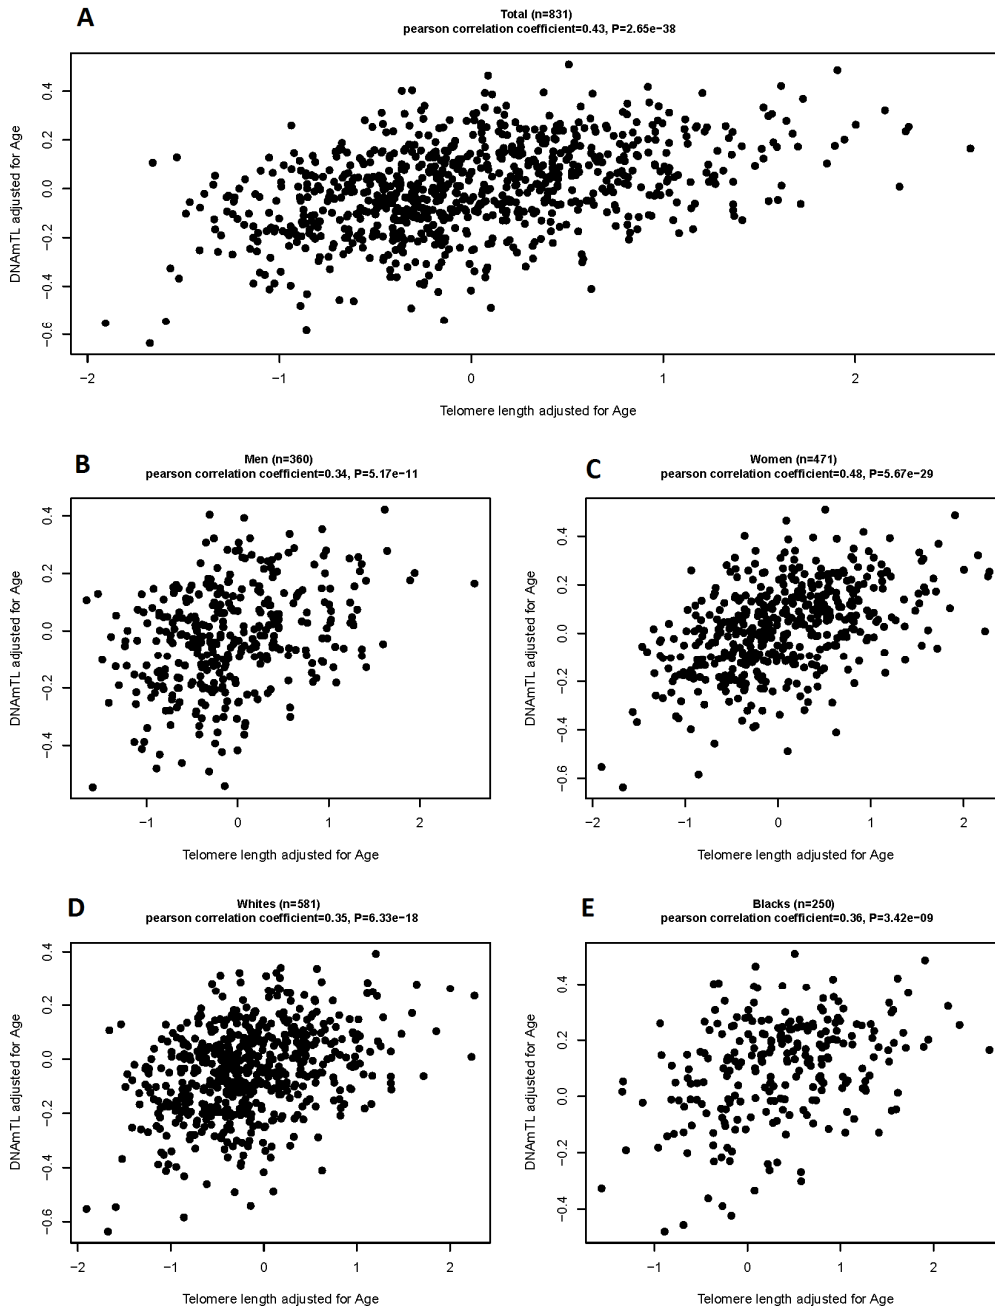 A
Total (n=831)
pearson correlation coefficient=0.43, P=2.65e−38
DNAmTL adjusted for Age
0.4
0.2
0.0
−0.2
−0.4
−0.6
−2 −1 0 1 2
Telomere length adjusted for Age
B
Men (n=360)
pearson correlation coefficient=0.34, P=5.17e−11
DNAmTL adjusted for Age
0.4
0.2
0.0
−0.2
−0.4
−1 0 1 2
Telomere length adjusted for Age
C
Women (n=471)
pearson correlation coefficient=0.48, P=5.67e−29
DNAmTL adjusted for Age
0.4
0.2
0.0
−0.2
−0.4
−0.6
−2 −1 0 1 2
Telomere length adjusted for Age
D
Whites (n=581)
pearson correlation coefficient=0.35, P=6.33e−18
DNAmTL adjusted for Age
0.4
0.2
0.0
−0.2
−0.4
−0.6
−2 −1 0 1 2
Telomere length adjusted for Age
E
Blacks (n=250)
pearson correlation coefficient=0.36, P=3.42e−09
DNAmTL adjusted for Age
0.4
0.2
0.0
−0.2
−0.4
−1 0 1 2
Telomere length adjusted for Age